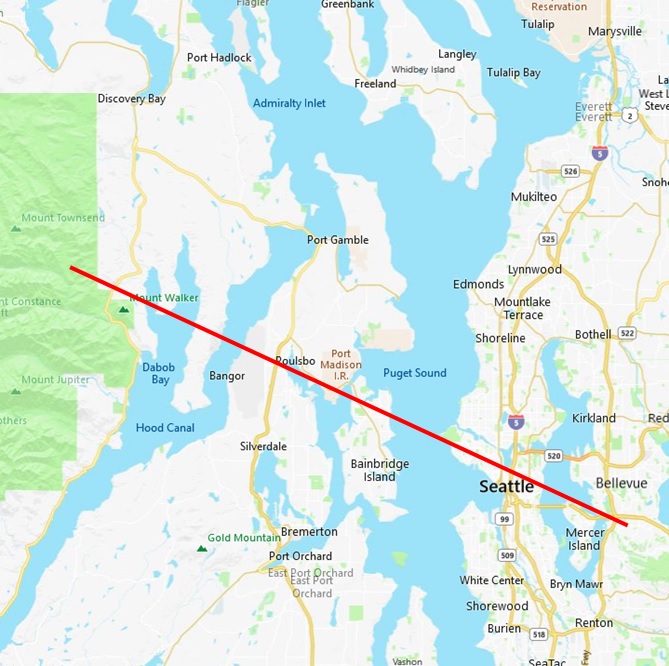 Flagler
Greenbank
Reservation
Tulalip
Marysville
Port Hadlock
Langley
Whidbey Island
Tulalip Bay
Freeland
La
West L
Steve
Discovery Bay
Admiralty Inlet
Everett
Everett
2
5
526
Snoho
Mukilteo
Mount Townsend
Port Gamble
525
Lynnwood
Edmonds
nt Constance
ft
Mount Walker
Mountlake
Terrace
Shoreline
Bothell
522
Poulsbo
Port
Madison
I.R.
Dabob
Bay
Bangor
Puget Sound
Mount Jupiter
Kirkland
Red
others
Hood Canal
5
Silverdale
520
Bainbridge
Island
Seattle
Bellevue
99
Gold Mountain
Bremerton
Mercer
Island
Port Orchard
509
East Port Orchard
East Port
Orchard
White Center
Bryn Mawr
Shorewood
Burien
Renton
518
Vashon
SeaTac
Fwy